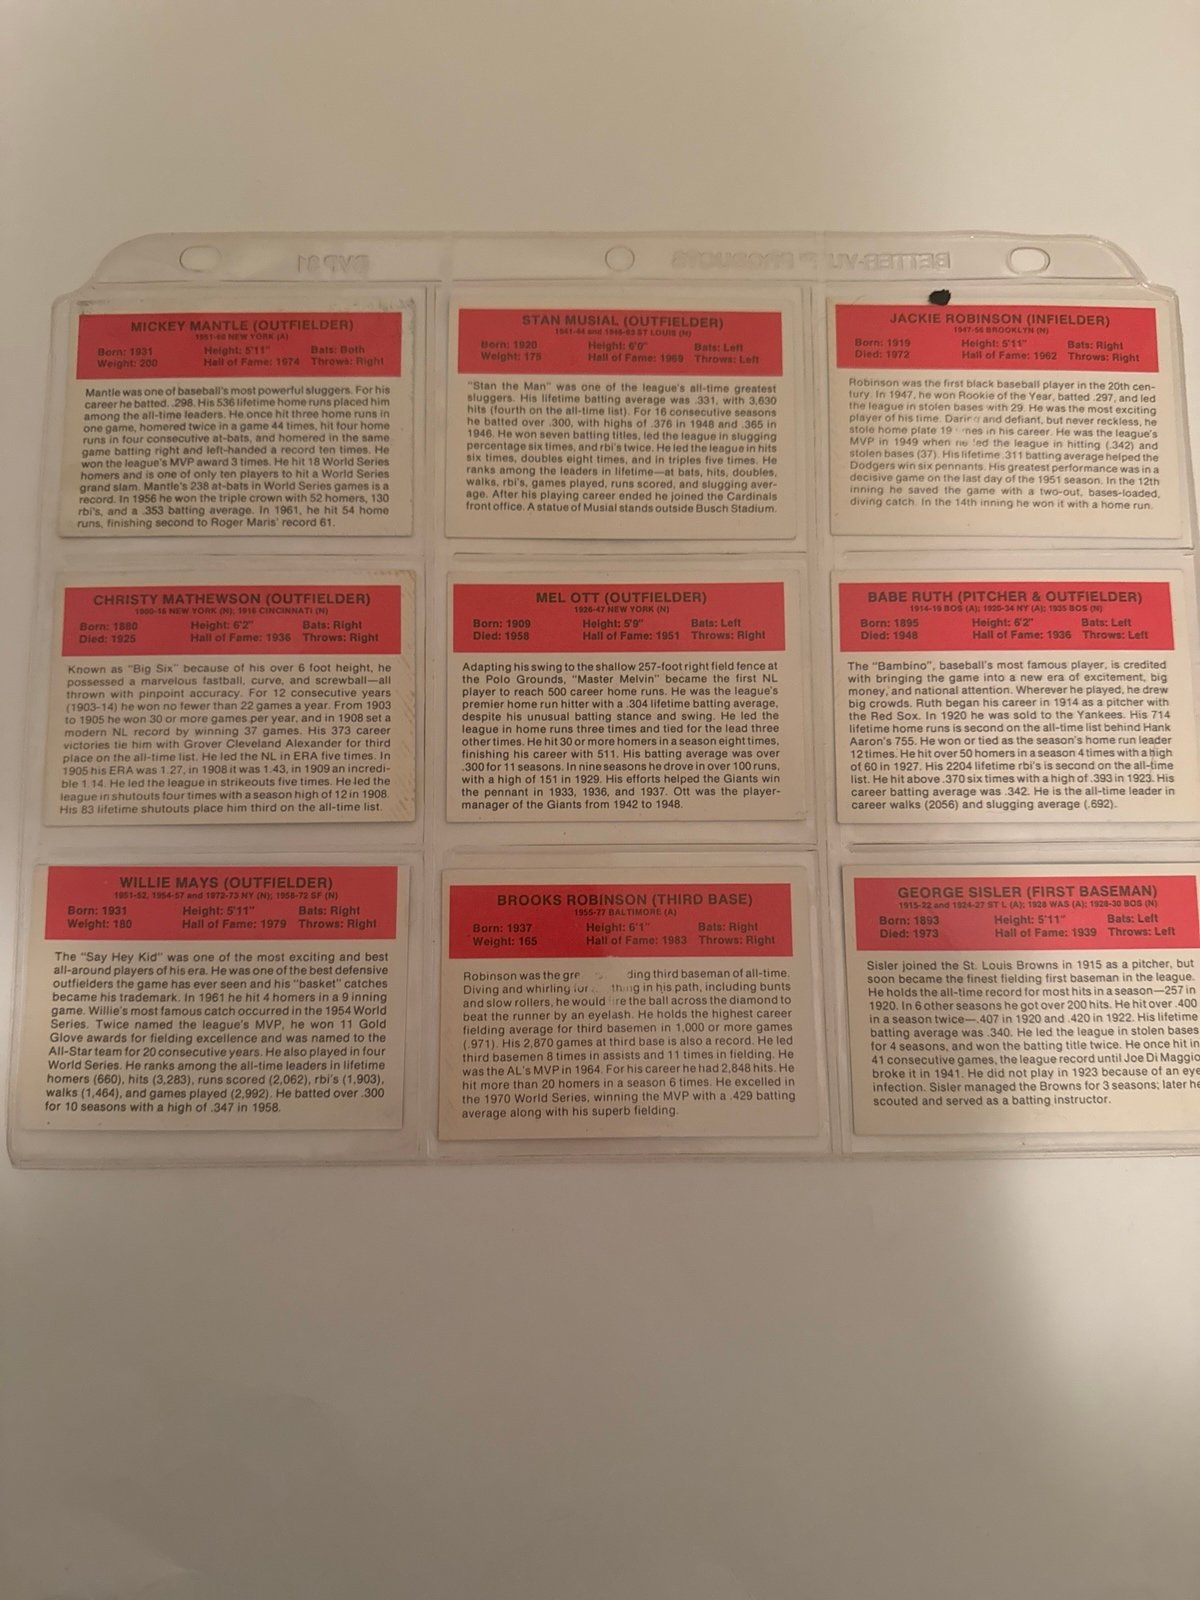 BETTER-VU™ PRODUCTS
MICKEY MANTLE (OUTFIELDER)
1951-68 NEW YORK (A)
Born: 1931 Height: 5'11" Bats: Both
Weight: 200 Hall of Fame: 1974 Throws: Right
Mantle was one of baseball's most powerful sluggers. For his
career he batted. .298. His 536 lifetime home runs placed him
among the all-time leaders. He once hit three home runs in
one game, homered twice in a game 44 times, hit four home
runs in four consecutive at-bats, and homered in the same
game batting right and left-handed a record ten times. He
won the league's MVP award 3 times. He hit 18 World Series
homers and is one of only ten players to hit a World Series
grand slam. Mantle's 238 at-bats in World Series games is a
record. In 1956 he won the triple crown with 52 homers, 130
rbi's, and a .353 batting average. In 1961, he hit 54 home
runs, finishing second to Roger Maris' record 61.
STAN MUSIAL (OUTFIELDER)
1941-44 and 1946-63 ST LOUIS (N)
Born: 1920 Height: 6'0" Bats: Left
Weight: 175 Hall of Fame: 1969 Throws: Left
"Stan the Man" was one of the league's all-time greatest
sluggers. His lifetime batting average was .331, with 3,630
hits (fourth on the all-time list). For 16 consecutive seasons
he batted over .300, with highs of .376 in 1948 and .365 in
1946. He won seven batting titles, led the league in slugging
percentage six times, and rbi's twice. He led the league in hits
six times, doubles eight times, and in triples five times. He
ranks among the leaders in lifetime—at bats, hits, doubles,
walks, rbi's, games played, runs scored, and slugging aver-
age. After his playing career ended he joined the Cardinals
front office. A statue of Musial stands outside Busch Stadium.
JACKIE ROBINSON (INFIELDER)
1947-56 BROOKLYN (N)
Born: 1919 Height: 5'11" Bats: Right
Died: 1972 Hall of Fame: 1962 Throws: Right
Robinson was the first black baseball player in the 20th cen-
tury. In 1947, he won Rookie of the Year, batted .297, and led
the league in stolen bases with 29. He was the most exciting
player of his time. Daring and defiant, but never reckless, he
stole home plate 19 in his career. He was the league's
MVP in 1949 when he led the league in hitting (.342) and
stolen bases (37). His lifetime .311 batting average helped the
Dodgers win six pennants. His greatest performance was in a
decisive game on the last day of the 1951 season. In the 12th
inning he saved the game with a two-out, bases-loaded,
diving catch. In the 14th inning he won it with a home run.
CHRISTY MATHEWSON (OUTFIELDER)
1900-16 NEW YORK (N); 1916 CINCINNATI (N)
Born: 1880 Height: 6'2" Bats: Right
Died: 1925 Hall of Fame: 1936 Throws: Right
Known as "Big Six" because of his over 6 foot height, he
possessed a marvelous fastball, curve, and screwball—all
thrown with pinpoint accuracy. For 12 consecutive years
(1903-14) he won no fewer than 22 games a year. From 1903
to 1905 he won 30 or more games per year, and in 1908 set a
modern NL record by winning 37 games. His 373 career
victories tie him with Grover Cleveland Alexander for third
place on the all-time list. He led the NL in ERA five times. In
1905 his ERA was 1.27, in 1908 it was 1.43, in 1909 an incredi-
ble 1.14. He led the league in strikeouts five times. He led the
league in shutouts four times with a season high of 12 in 1908.
His 83 lifetime shutouts place him third on the all-time list.
MEL OTT (OUTFIELDER)
1926-47 NEW YORK (N)
Born: 1909 Height: 5'9" Bats: Left
Died: 1958 Hall of Fame: 1951 Throws: Right
Adapting his swing to the shallow 257-foot right field fence at
the Polo Grounds, "Master Melvin" became the first NL
player to reach 500 career home runs. He was the league's
premier home run hitter with a .304 lifetime batting average,
despite his unusual batting stance and swing. He led the
league in home runs three times and tied for the lead three
other times. He hit 30 or more homers in a season eight times,
finishing his career with 511. His batting average was over
.300 for 11 seasons. In nine seasons he drove in over 100 runs,
with a high of 151 in 1929. His efforts helped the Giants win
the pennant in 1933, 1936, and 1937. Ott was the player-
manager of the Giants from 1942 to 1948.
BABE RUTH (PITCHER & OUTFIELDER)
1914-19 BOS (A); 1920-34 NY (A); 1935 BOS (N)
Born: 1895 Height: 6'2" Bats: Left
Died: 1948 Hall of Fame: 1936 Throws: Left
The "Bambino", baseball's most famous player, is credited
with bringing the game into a new era of excitement, big
money, and national attention. Wherever he played, he drew
big crowds. Ruth began his career in 1914 as a pitcher with
the Red Sox. In 1920 he was sold to the Yankees. His 714
lifetime home runs is second on the all-time list behind Hank
Aaron's 755. He won or tied as the season's home run leader
12 times. He hit over 50 homers in a season 4 times with a high
of 60 in 1927. His 2204 lifetime rbi's is second on the all-time
list. He hit above .370 six times with a high of .393 in 1923. His
career batting average was .342. He is the all-time leader in
career walks (2056) and slugging average (.692).
WILLIE MAYS (OUTFIELDER)
1951-52, 1954-57 and 1972-73 NY (N); 1958-72 SF (N)
Born: 1931 Height: 5'11" Bats: Right
Weight: 180 Hall of Fame: 1979 Throws: Right
The "Say Hey Kid" was one of the most exciting and best
all-around players of his era. He was one of the best defensive
outfielders the game has ever seen and his "basket" catches
became his trademark. In 1961 he hit 4 homers in a 9 inning
game. Willie's most famous catch occurred in the 1954 World
Series. Twice named the league's MVP, he won 11 Gold
Glove awards for fielding excellence and was named to the
All-Star team for 20 consecutive years. He also played in four
World Series. He ranks among the all-time leaders in lifetime
homers (660), hits (3,283), runs scored (2,062), rbi's (1,903),
walks (1,464), and games played (2,992). He batted over .300
for 10 seasons with a high of .347 in 1958.
BROOKS ROBINSON (THIRD BASE)
1955-77 BALTIMORE (A)
Born: 1937 Height: 6'1" Bats: Right
Weight: 165 Hall of Fame: 1983 Throws: Right
Robinson was the third baseman of all-time.
Diving and whirling for in his path, including bunts
and slow rollers, he would fire the ball across the diamond to
beat the runner by an eyelash. He holds the highest career
fielding average for third basemen in 1,000 or more games
(.971). His 2,870 games at third base is also a record. He led
third basemen 8 times in assists and 11 times in fielding. He
was the AL's MVP in 1964. For his career he had 2,848 hits. He
hit more than 20 homers in a season 6 times. He excelled in
the 1970 World Series, winning the MVP with a .429 batting
average along with his superb fielding.
GEORGE SISLER (FIRST BASEMAN)
1915-22 and 1924-27 ST L (A); 1928 WAS (A); 1928-30 BOS (N)
Born: 1893 Height: 5'11" Bats: Left
Died: 1973 Hall of Fame: 1939 Throws: Left
Sisler joined the St. Louis Browns in 1915 as a pitcher, but
soon became the finest fielding first baseman in the league.
He holds the all-time record for most hits in a season—257 in
1920. In 6 other seasons he got over 200 hits. He hit over .400
in a season twice—.407 in 1920 and .420 in 1922. His lifetime
batting average was .340. He led the league in stolen bases
for 4 seasons, and won the batting title twice. He once hit in
41 consecutive games, the league record until Joe Di Maggio
broke it in 1941. He did not play in 1923 because of an eye
infection. Sisler managed the Browns for 3 seasons; later he
scouted and served as a batting instructor.